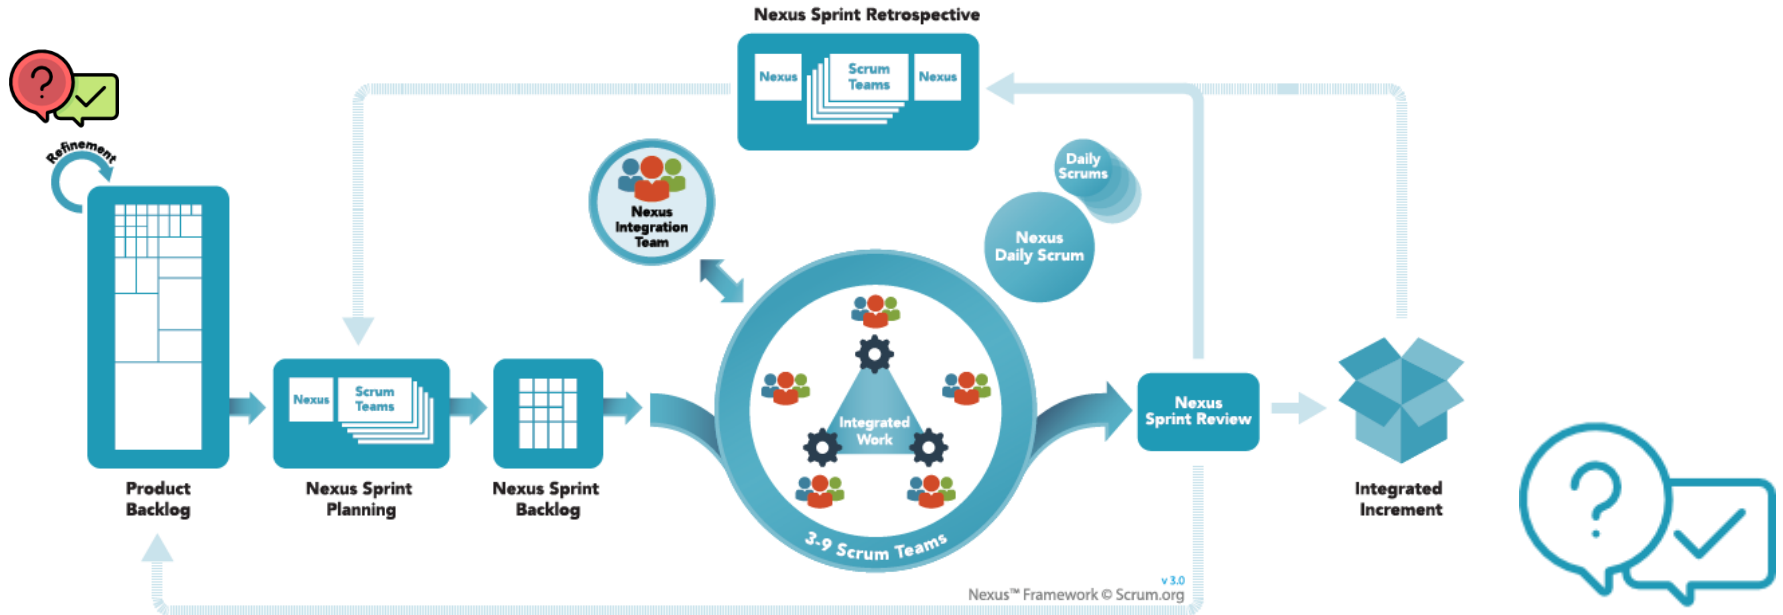 Nexus Sprint Retrospective
Nexus
Scrum
Teams
Nexus
Refinement
Nexus
Integration
Team
Daily
Scrums
Nexus
Daily Scrum
Nexus
Scrum
Teams
Integrated
Work
Nexus
Sprint Review
Product
Backlog
Nexus Sprint
Planning
Nexus Sprint
Backlog
3-9 Scrum Teams
Integrated
Increment
v 3.0
Nexus™ Framework © Scrum.org
?
?